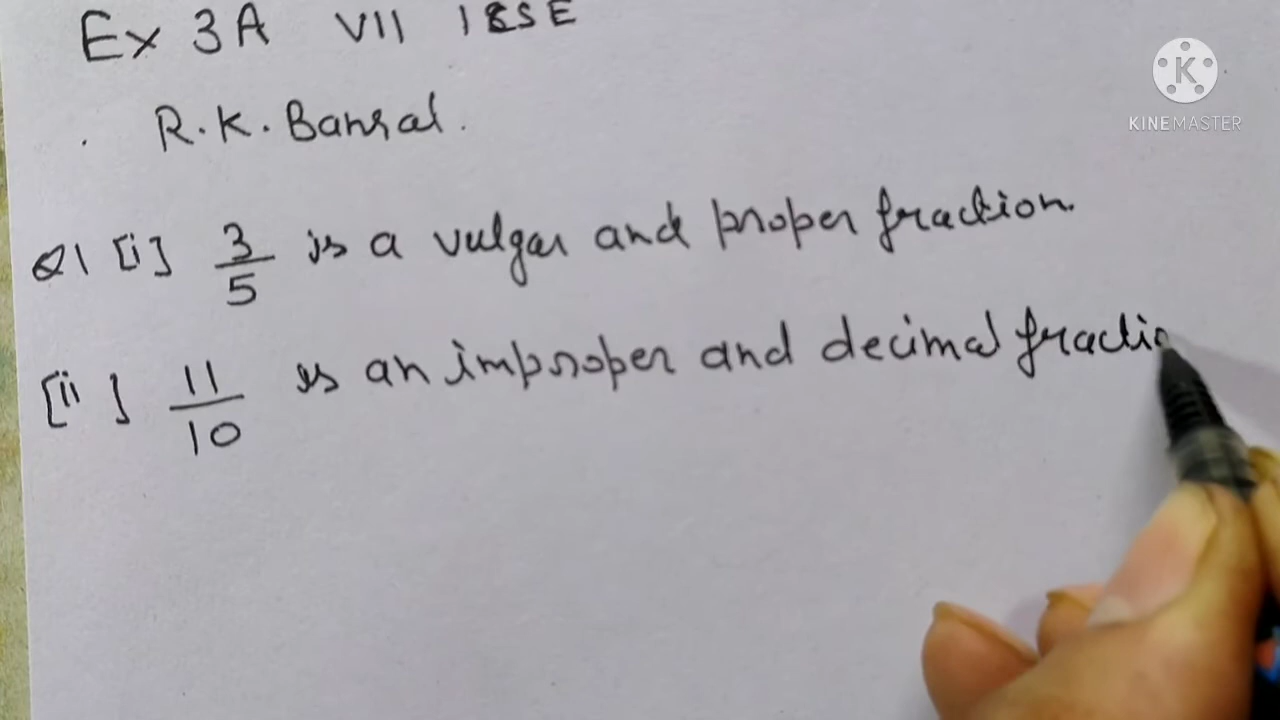 Ex 3A VII ICSE
K
KINEMASTER
R.K. Bansal.
Q1 [i] 3/5 is a vulgar and proper fraction.
[ii] 11/10 is an improper and decimal fractio